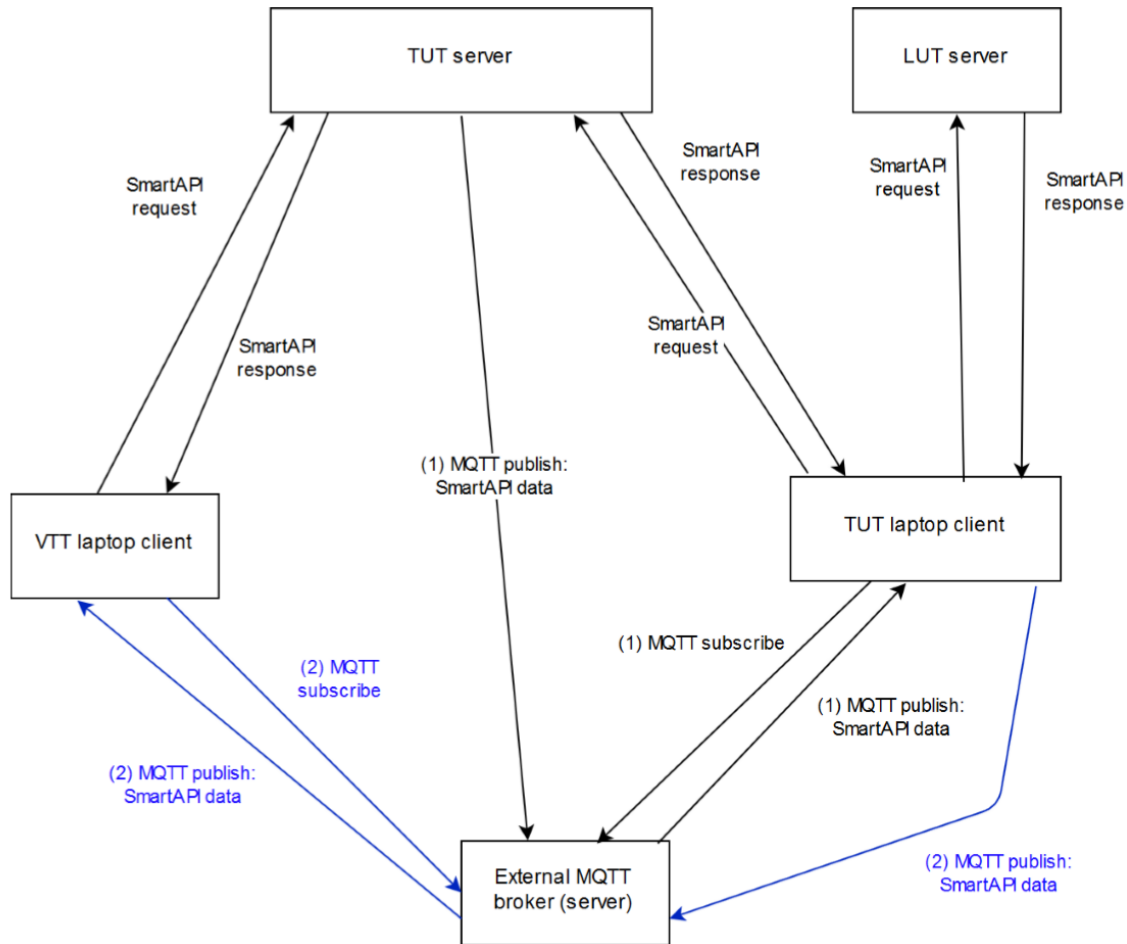 TUT server
LUT server
SmartAPI
response
SmartAPI
request
SmartAPI
request
SmartAPI
response
SmartAPI
request
SmartAPI
response
(1) MQTT publish:
SmartAPI data
VTT laptop client
TUT laptop client
(1) MQTT subscribe
(2) MQTT
subscribe
(1) MQTT publish:
SmartAPI data
(2) MQTT publish:
SmartAPI data
(2) MQTT publish:
SmartAPI data
External MQTT
broker (server)